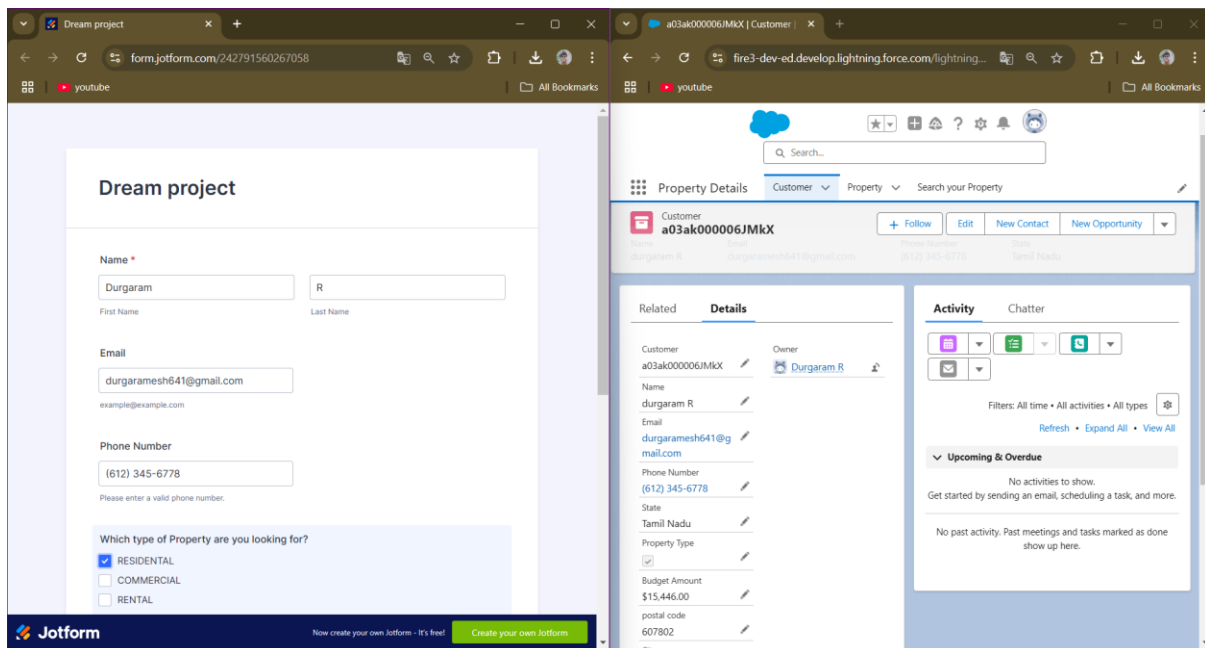 Dream project
form.jotform.com/242791560267058
youtube
All Bookmarks
Dream project
Name *
Durgaram R
First Name Last Name
Email
durgaramesh641@gmail.com
example@example.com
Phone Number
(612) 345-6778
Please enter a valid phone number.
Which type of Property are you looking for?
RESIDENTAL
COMMERCIAL
RENTAL
Jotform
Now create your own Jotform - It's free!
Create your own Jotform
a03ak000006JMkX | Customer |
fire3-dev-ed.develop.lightning.force.com/lightning...
youtube
All Bookmarks
Search...
Property Details Customer Property Search your Property
Customer
a03ak000006JMkX
+ Follow Edit New Contact New Opportunity
Name Email Phone Number State
durgaram R durgaramesh641@gmail.com (612) 345-6778 Tamil Nadu
Related Details
Customer
a03ak000006JMkX
Owner
Durgaram R
Name
durgaram R
Email
durgaramesh641@g
mail.com
Phone Number
(612) 345-6778
State
Tamil Nadu
Property Type
Budget Amount
$15,446.00
postal code
607802
Activity Chatter
Filters: All time • All activities • All types
Refresh • Expand All • View All
Upcoming & Overdue
No activities to show.
Get started by sending an email, scheduling a task, and more.
No past activity. Past meetings and tasks marked as done
show up here.